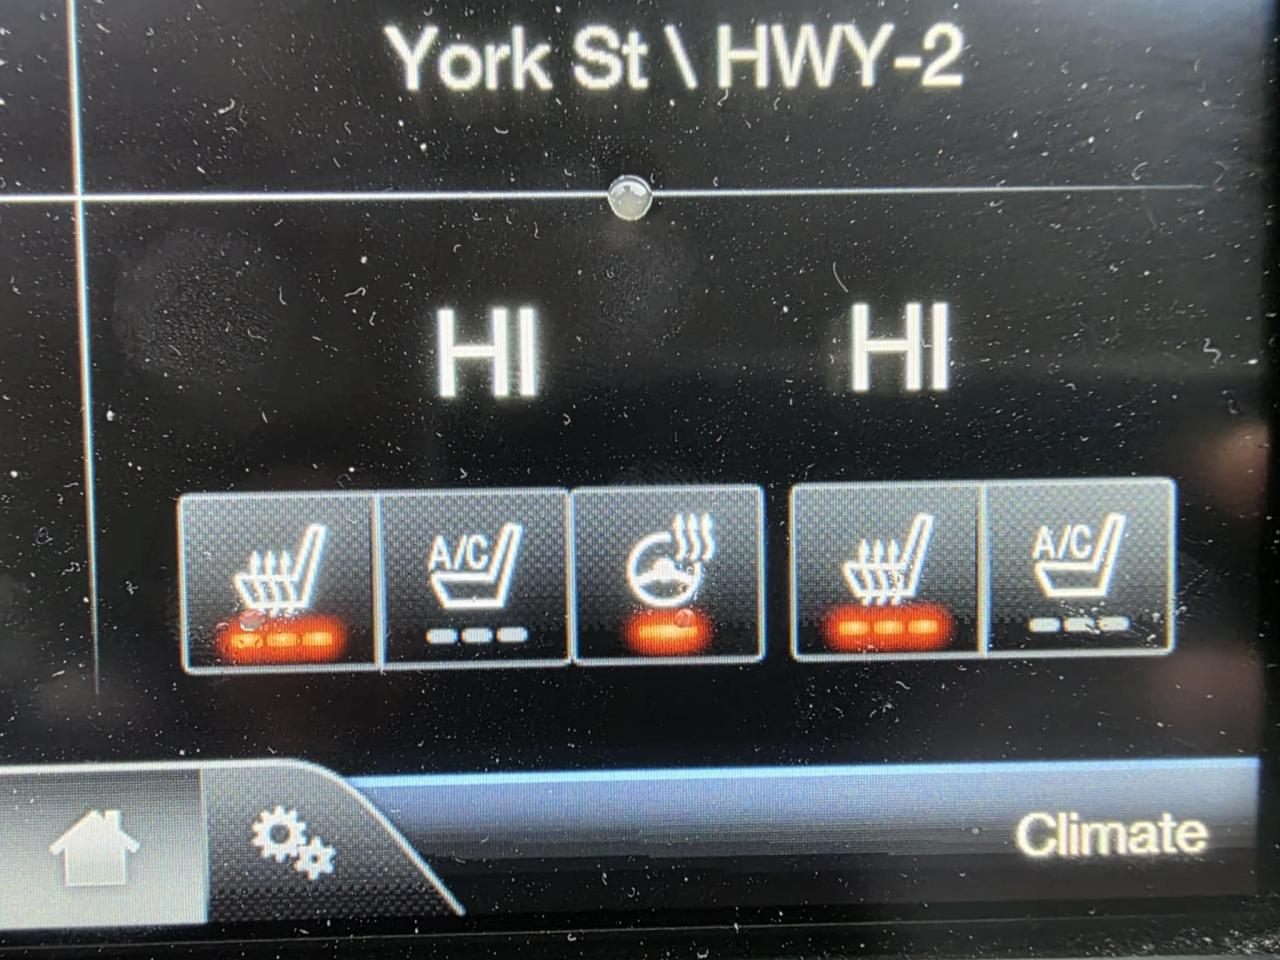 York St \ HWY-2
HI HI
A/C A/C
Climate